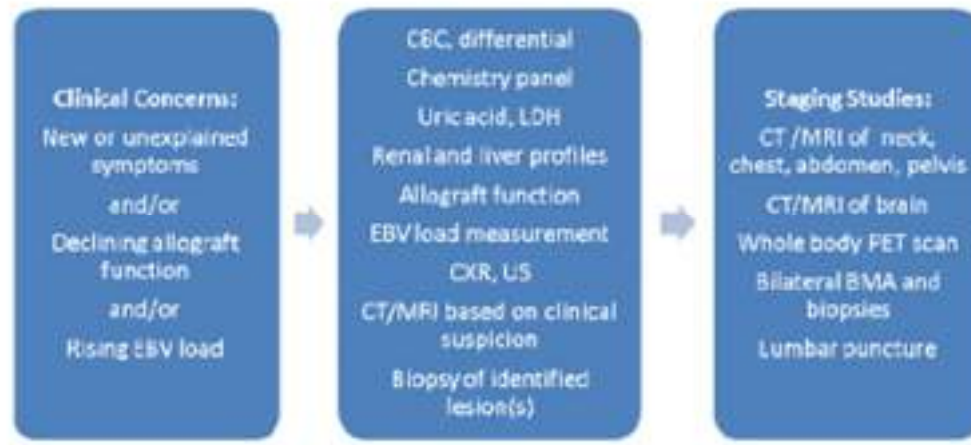 Clinical Concerns:
New or unexplained
symptoms
and/or
Declining allograft
function
and/or
Rising EBV load
CBC, differential
Chemistry panel
Uric acid, LDH
Renal and liver profiles
Allograft function
EBV load measurement
CXR, US
CT/MRI based on clinical
suspicion
Biopsy of identified
lesion(s)
Staging Studies:
CT /MRI of neck,
chest, abdomen, pelvis
CT/MRI of brain
Whole body PET scan
Bilateral BMA and
biopsies
Lumbar puncture